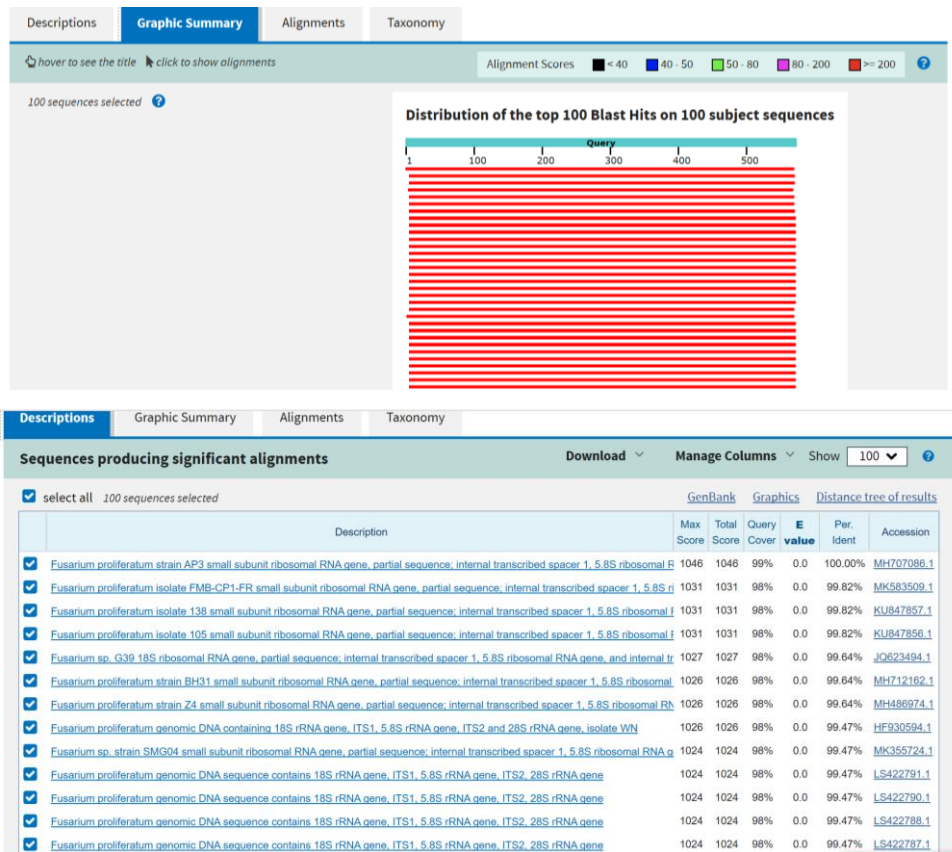 Descriptions Graphic Summary Alignments Taxonomy
hover to see the title click to show alignments Alignment Scores < 40 40 - 50 50 - 80 80 - 200 >= 200 ?
100 sequences selected ?
Distribution of the top 100 Blast Hits on 100 subject sequences
Query
1 100 200 300 400 500
Descriptions Graphic Summary Alignments Taxonomy
Sequences producing significant alignments Download Manage Columns Show 100 ?
select all 100 sequences selected GenBank Graphics Distance tree of results
Description Max Score Total Score Query Cover E value Per. Ident Accession
Fusarium proliferatum strain AP3 small subunit ribosomal RNA gene, partial sequence; internal transcribed spacer 1, 5.8S ribosomal R 1046 1046 99% 0.0 100.00% MH707086.1
Fusarium proliferatum isolate FMB-CP1-FR small subunit ribosomal RNA gene, partial sequence; internal transcribed spacer 1, 5.8S ri 1031 1031 98% 0.0 99.82% MK583509.1
Fusarium proliferatum isolate 138 small subunit ribosomal RNA gene, partial sequence; internal transcribed spacer 1, 5.8S ribosomal 1031 1031 98% 0.0 99.82% KU847857.1
Fusarium proliferatum isolate 105 small subunit ribosomal RNA gene, partial sequence; internal transcribed spacer 1, 5.8S ribosomal 1031 1031 98% 0.0 99.82% KU847856.1
Fusarium sp. G39 18S ribosomal RNA gene, partial sequence; internal transcribed spacer 1, 5.8S ribosomal RNA gene, and internal tr 1027 1027 98% 0.0 99.64% JQ623494.1
Fusarium proliferatum strain BH31 small subunit ribosomal RNA gene, partial sequence; internal transcribed spacer 1, 5.8S ribosomal 1026 1026 98% 0.0 99.64% MH712162.1
Fusarium proliferatum strain Z4 small subunit ribosomal RNA gene, partial sequence; internal transcribed spacer 1, 5.8S ribosomal RN 1026 1026 98% 0.0 99.64% MH486974.1
Fusarium proliferatum genomic DNA containing 18S rRNA gene, ITS1, 5.8S rRNA gene, ITS2 and 28S rRNA gene, isolate WN 1026 1026 98% 0.0 99.47% HF930594.1
Fusarium sp. strain SMG04 small subunit ribosomal RNA gene, partial sequence; internal transcribed spacer 1, 5.8S ribosomal RNA g 1024 1024 98% 0.0 99.47% MK355724.1
Fusarium proliferatum genomic DNA sequence contains 18S rRNA gene, ITS1, 5.8S rRNA gene, ITS2, 28S rRNA gene 1024 1024 98% 0.0 99.47% LS422791.1
Fusarium proliferatum genomic DNA sequence contains 18S rRNA gene, ITS1, 5.8S rRNA gene, ITS2, 28S rRNA gene 1024 1024 98% 0.0 99.47% LS422790.1
Fusarium proliferatum genomic DNA sequence contains 18S rRNA gene, ITS1, 5.8S rRNA gene, ITS2, 28S rRNA gene 1024 1024 98% 0.0 99.47% LS422788.1
Fusarium proliferatum genomic DNA sequence contains 18S rRNA gene, ITS1, 5.8S rRNA gene, ITS2, 28S rRNA gene 1024 1024 98% 0.0 99.47% LS422787.1